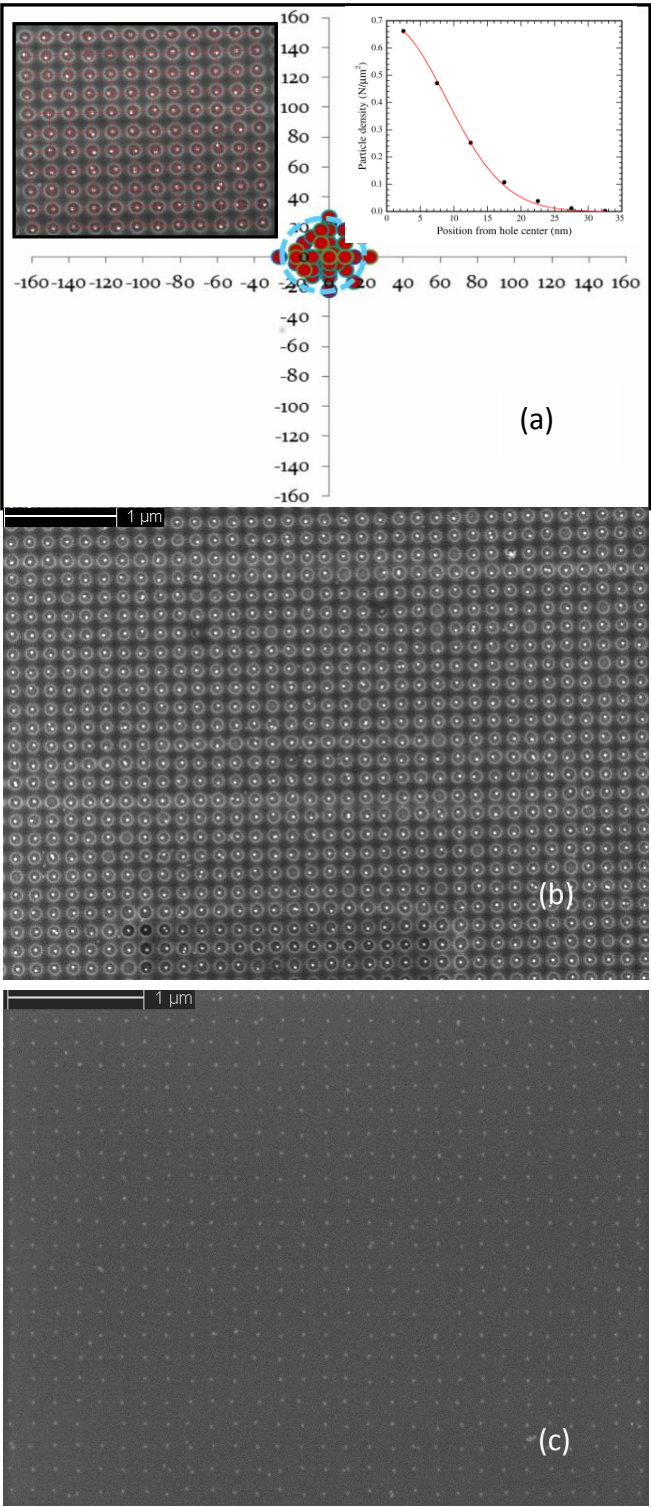 160
140
120
100
80
60
40
20
0
-160 -140 -120 -100 -80 -60 -40 -20 0 20 40 60 80 100 120 140 160
-20
-40
-60
-80
-100
-120
-140
-160
Particle density (N/μm²)
0.7
0.6
0.5
0.4
0.3
0.2
0.1
0.0
0 5 10 15 20 25 30 35
Position from hole center (nm)
(a)
1 μm
(b)
1 μm
(c)